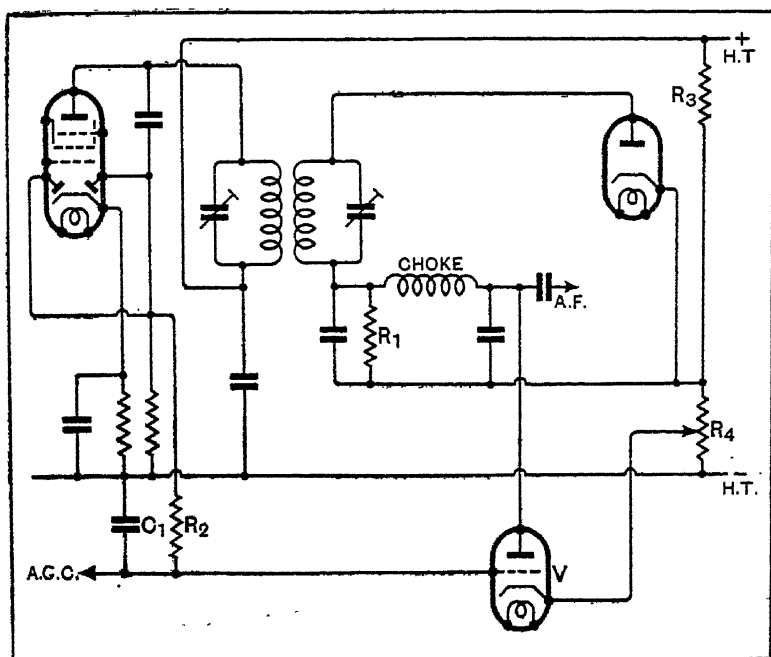 +
H.T
R3
CHOKE
A.F.
R1
R4
H.T.
C1
R2
A.G.C.
V